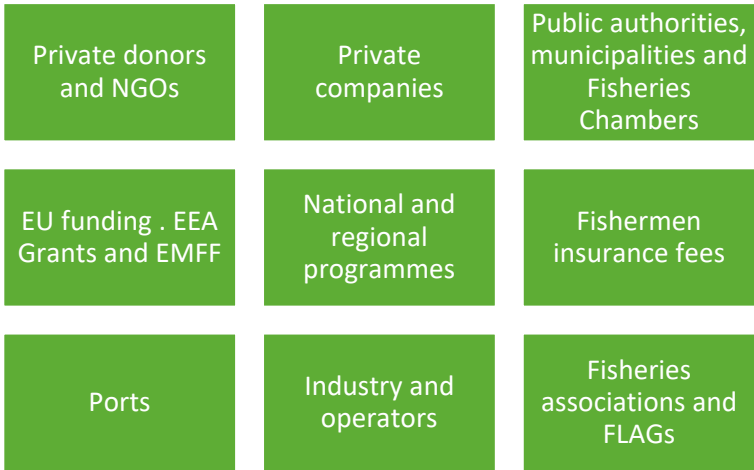 Private donors
and NGOs
Private
companies
Public authorities,
municipalities and
Fisheries
Chambers
EU funding . EEA
Grants and EMFF
National and
regional
programmes
Fishermen
insurance fees
Ports
Industry and
operators
Fisheries
associations and
FLAGs